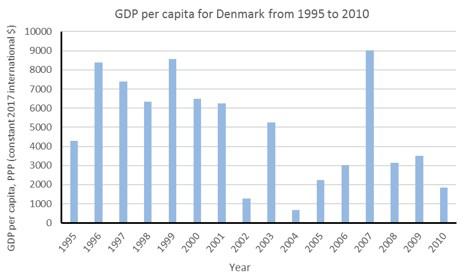 GDP per capita for Denmark from 1995 to 2010
GDP per capita, PPP (constant 2017 international $)
10000
9000
8000
7000
6000
5000
4000
3000
2000
1000
0
1995 1996 1997 1998 1999 2000 2001 2002 2003 2004 2005 2006 2007 2008 2009 2010
Year